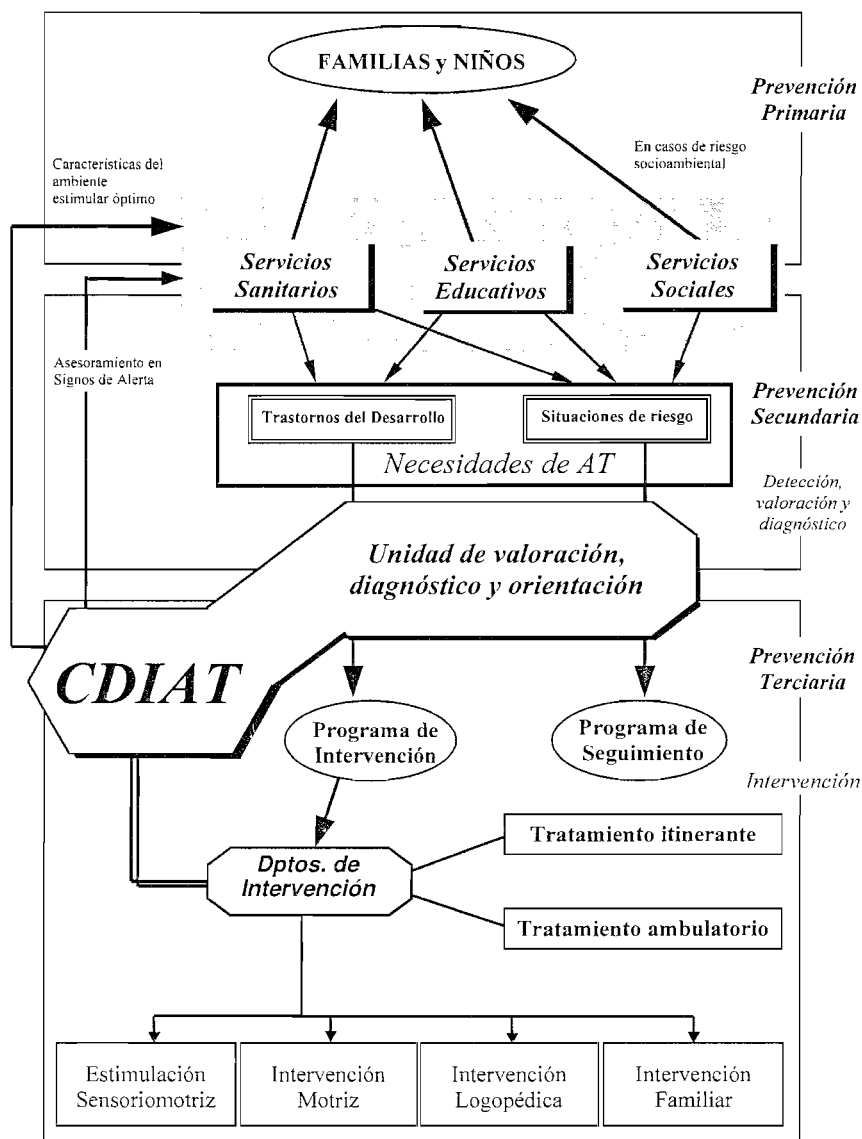 FAMILIAS y NIÑOS
Prevención
Primaria
Características del
ambiente
estimular óptimo
En casos de riesgo
socioambiental
Servicios
Sanitarios
Servicios
Educativos
Servicios
Sociales
Asesoramiento en
Signos de Alerta
Trastornos del Desarrollo
Situaciones de riesgo
Necesidades de AT
Prevención
Secundaria
Detección,
valoración y
diagnóstico
Unidad de valoración,
diagnóstico y orientación
CDIAT
Prevención
Terciaria
Programa de
Intervención
Programa de
Seguimiento
Intervención
Dptos. de
Intervención
Tratamiento itinerante
Tratamiento ambulatorio
Estimulación
Sensoriomotriz
Intervención
Motriz
Intervención
Logopédica
Intervención
Familiar